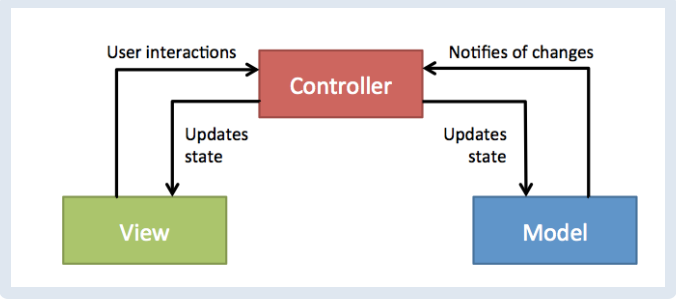 User interactions
Notifies of changes
Controller
Updates
state
Updates
state
View
Model